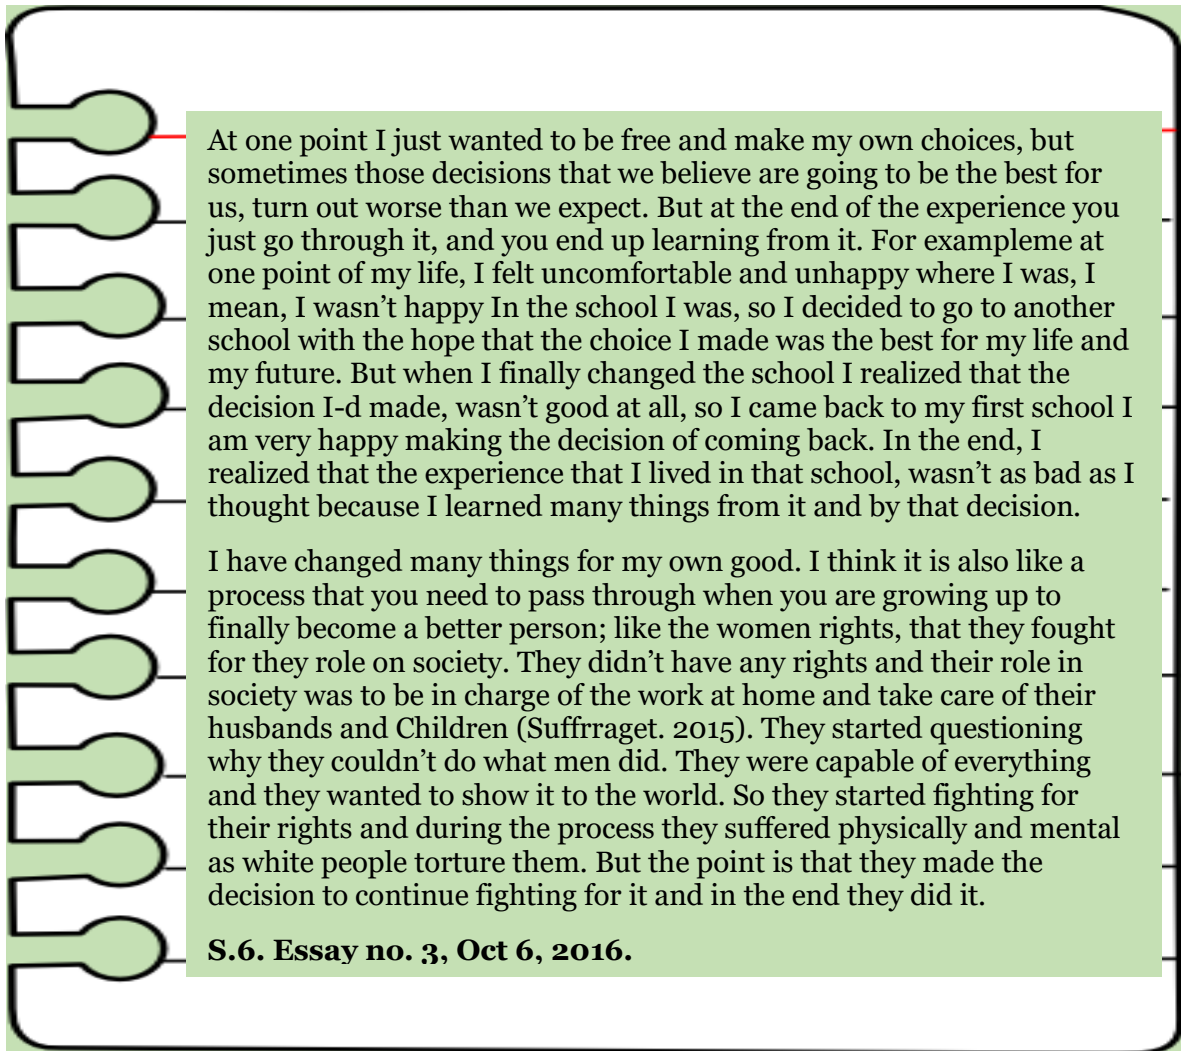 At one point I just wanted to be free and make my own choices, but
sometimes those decisions that we believe are going to be the best for
us, turn out worse than we expect. But at the end of the experience you
just go through it, and you end up learning from it. For exampleme at
one point of my life, I felt uncomfortable and unhappy where I was, I
mean, I wasn’t happy In the school I was, so I decided to go to another
school with the hope that the choice I made was the best for my life and
my future. But when I finally changed the school I realized that the
decision I-d made, wasn’t good at all, so I came back to my first school I
am very happy making the decision of coming back. In the end, I
realized that the experience that I lived in that school, wasn’t as bad as I
thought because I learned many things from it and by that decision.
I have changed many things for my own good. I think it is also like a
process that you need to pass through when you are growing up to
finally become a better person; like the women rights, that they fought
for they role on society. They didn’t have any rights and their role in
society was to be in charge of the work at home and take care of their
husbands and Children (Suffrraget. 2015). They started questioning
why they couldn’t do what men did. They were capable of everything
and they wanted to show it to the world. So they started fighting for
their rights and during the process they suffered physically and mental
as white people torture them. But the point is that they made the
decision to continue fighting for it and in the end they did it.
S.6. Essay no. 3, Oct 6, 2016.